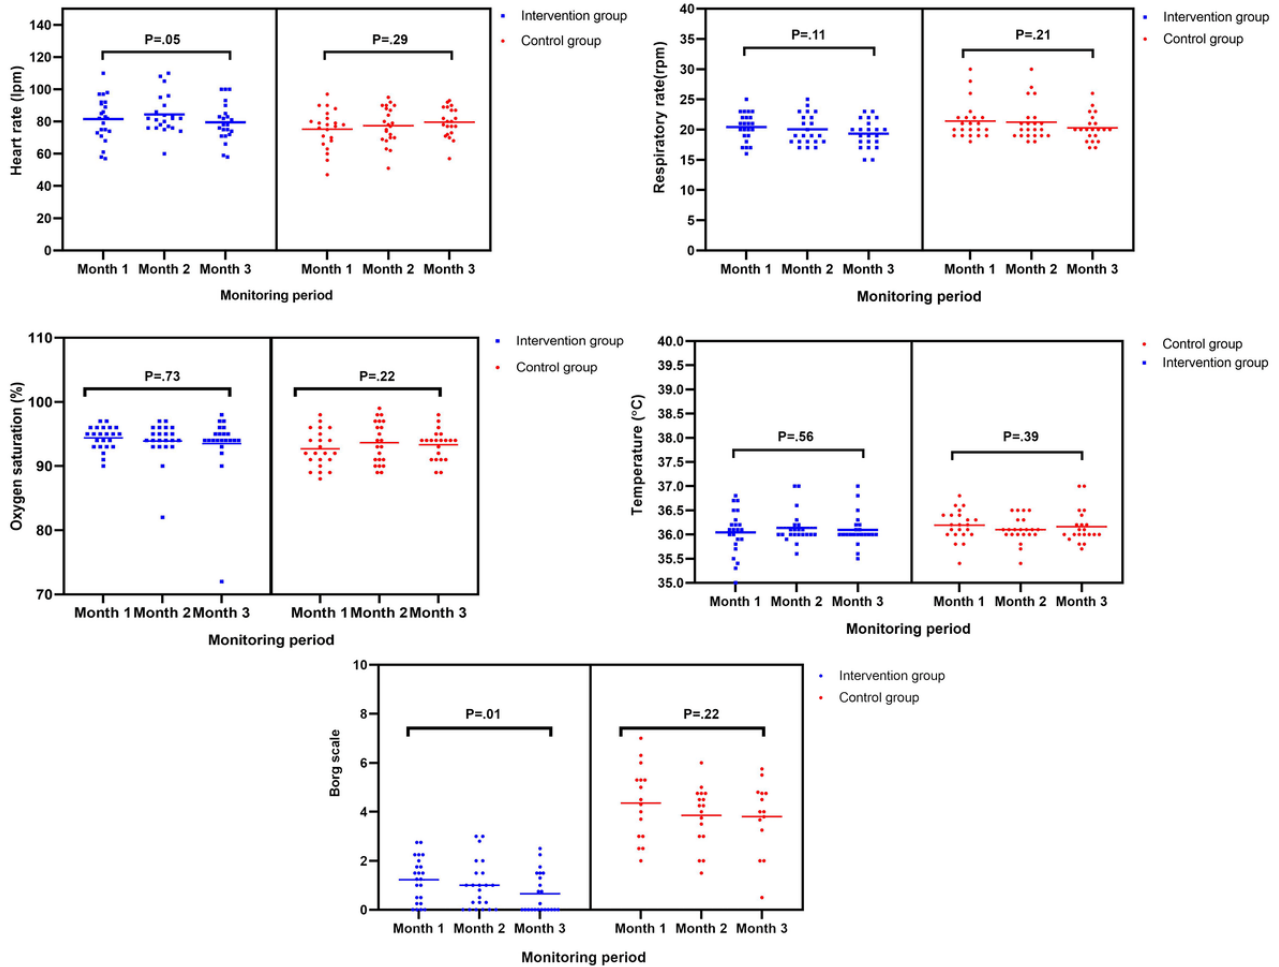 Heart rate (lpm)
140
120
100
80
60
40
20
0
P=.05
P=.29
Intervention group
Control group
Month 1 Month 2 Month 3 Month 1 Month 2 Month 3
Monitoring period
Respiratory rate(rpm)
40
35
30
25
20
15
10
5
0
P=.11
P=.21
Intervention group
Control group
Month 1 Month 2 Month 3 Month 1 Month 2 Month 3
Monitoring period
Oxygen saturation (%)
110
100
90
80
70
P=.73
P=.22
Intervention group
Control group
Month 1 Month 2 Month 3 Month 1 Month 2 Month 3
Monitoring period
Temperature (°C)
40.0
39.5
39.0
38.5
38.0
37.5
37.0
36.5
36.0
35.5
35.0
P=.56
P=.39
Control group
Intervention group
Month 1 Month 2 Month 3 Month 1 Month 2 Month 3
Monitoring period
Borg scale
10
8
6
4
2
0
P=.01
P=.22
Intervention group
Control group
Month 1 Month 2 Month 3 Month 1 Month 2 Month 3
Monitoring period